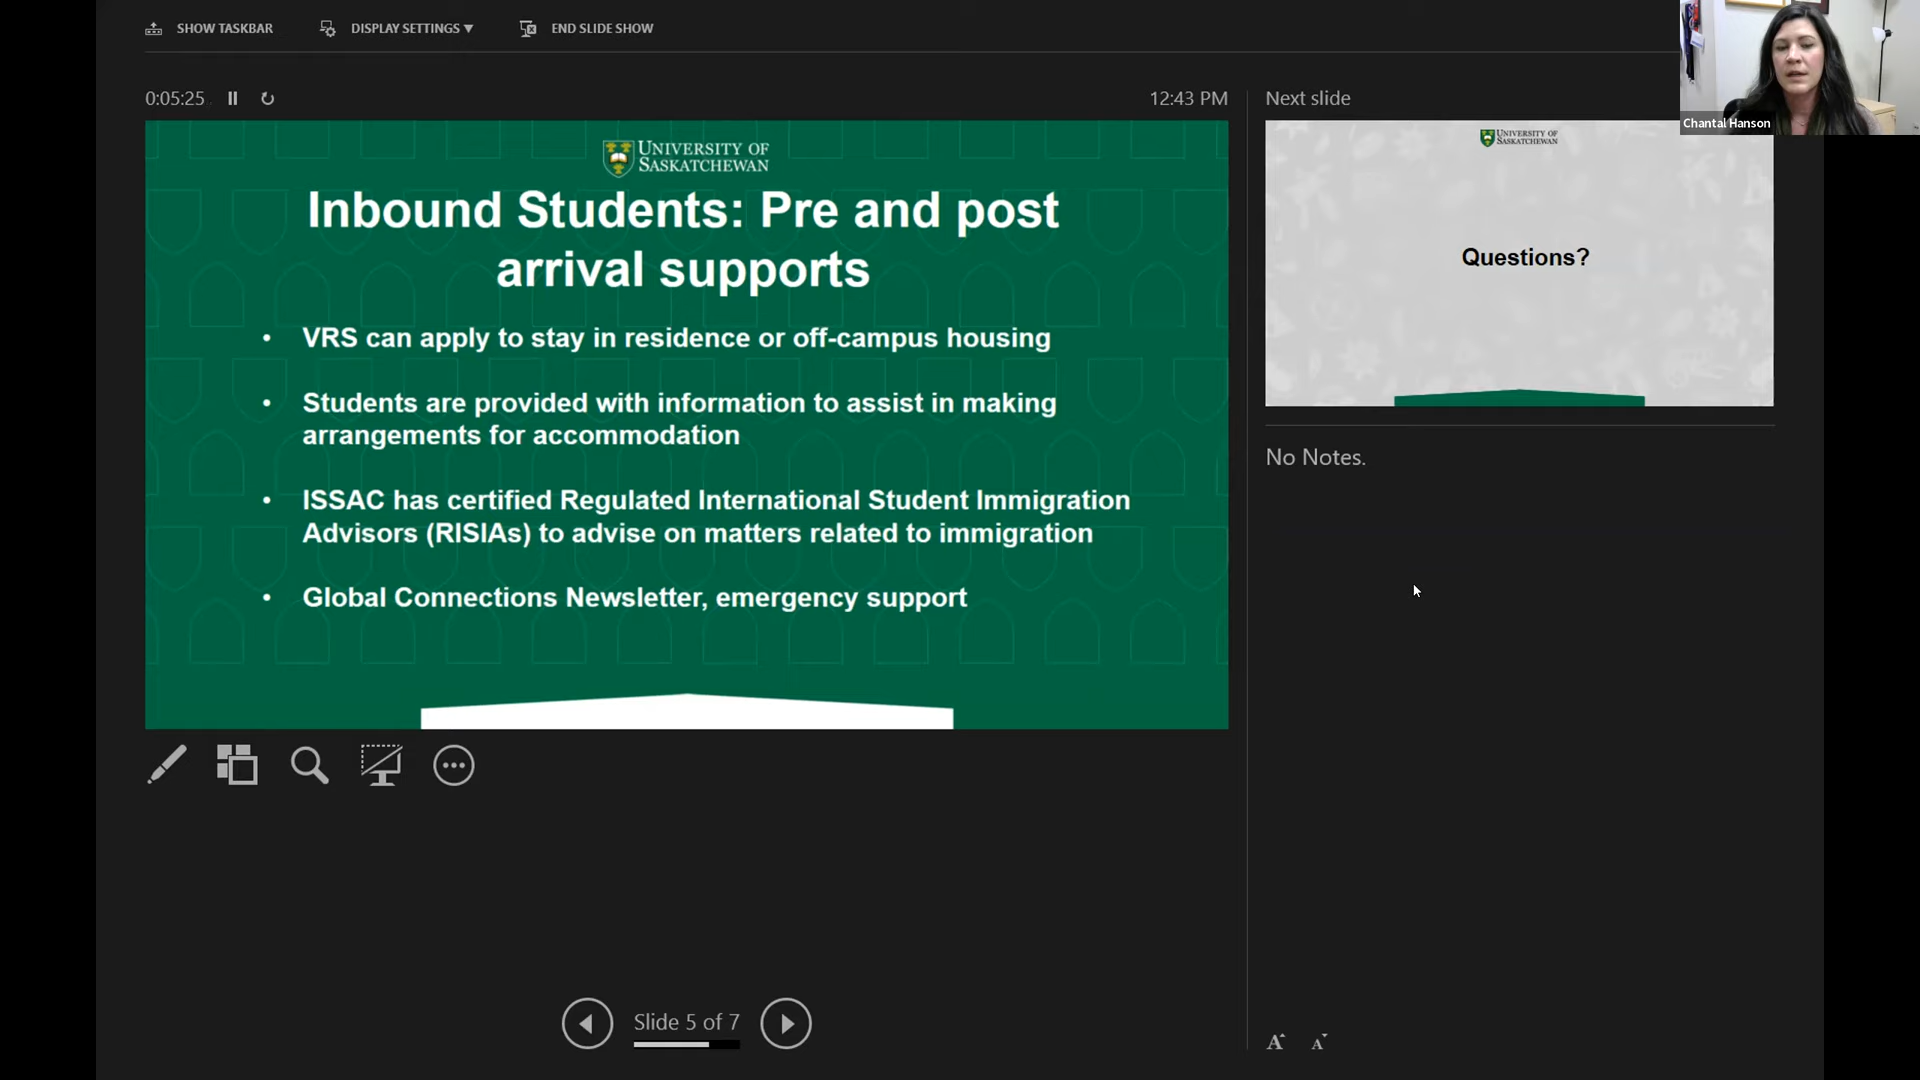 SHOW TASKBAR
DISPLAY SETTINGS ▼
END SLIDE SHOW
0:05:25
12:43 PM
UNIVERSITY OF
SASKATCHEWAN
Inbound Students: Pre and post
arrival supports
• VRS can apply to stay in residence or off-campus housing
• Students are provided with information to assist in making
arrangements for accommodation
• ISSAC has certified Regulated International Student Immigration
Advisors (RISIAs) to advise on matters related to immigration
• Global Connections Newsletter, emergency support
Slide 5 of 7
Next slide
UNIVERSITY OF
SASKATCHEWAN
Questions?
No Notes.
A A
Chantal Hanson